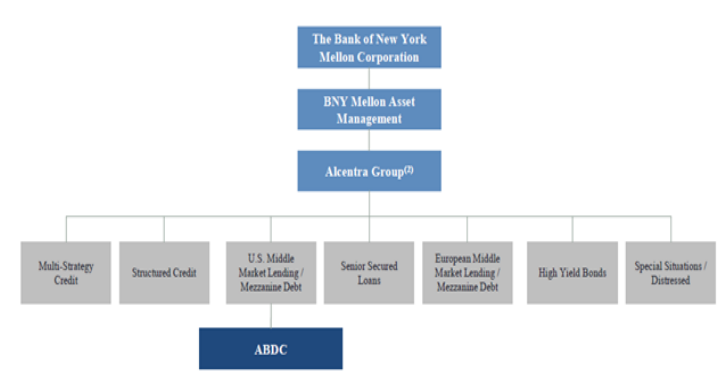 The Bank of New York
Mellon Corporation
BNY Mellon Asset
Management
Alcentra Group(2)
Multi-Strategy
Credit
Structured Credit
U.S. Middle
Market Lending /
Mezzanine Debt
Senior Secured
Loans
European Middle
Market Lending /
Mezzanine Debt
High Yield Bonds
Special Situations /
Distressed
ABDC